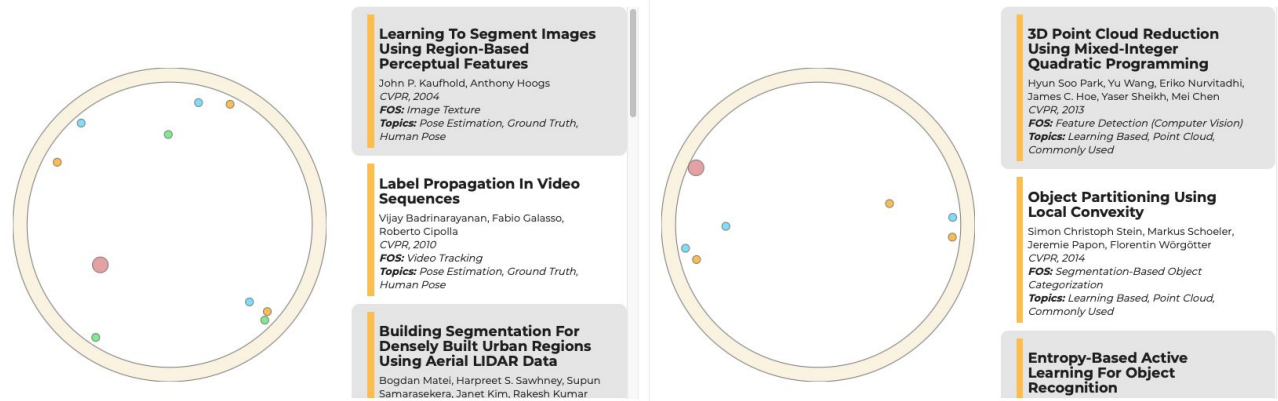 Learning To Segment Images
Using Region-Based
Perceptual Features
John P. Kaufhold, Anthony Hoogs
CVPR, 2004
FOS: Image Texture
Topics: Pose Estimation, Ground Truth,
Human Pose
Label Propagation In Video
Sequences
Vijay Badrinarayanan, Fabio Galasso,
Roberto Cipolla
CVPR, 2010
FOS: Video Tracking
Topics: Pose Estimation, Ground Truth,
Human Pose
Building Segmentation For
Densely Built Urban Regions
Using Aerial LIDAR Data
Bogdan Matei, Harpreet S. Sawhney, Supun
Samarasekera, Janet Kim, Rakesh Kumar
3D Point Cloud Reduction
Using Mixed-Integer
Quadratic Programming
Hyun Soo Park, Yu Wang, Eriko Nurvitadhi,
James C. Hoe, Yaser Sheikh, Mei Chen
CVPR, 2013
FOS: Feature Detection (Computer Vision)
Topics: Learning Based, Point Cloud,
Commonly Used
Object Partitioning Using
Local Convexity
Simon Christoph Stein, Markus Schoeler,
Jeremie Papon, Florentin Wörgötter
CVPR, 2014
FOS: Segmentation-Based Object
Categorization
Topics: Learning Based, Point Cloud,
Commonly Used
Entropy-Based Active
Learning For Object
Recognition